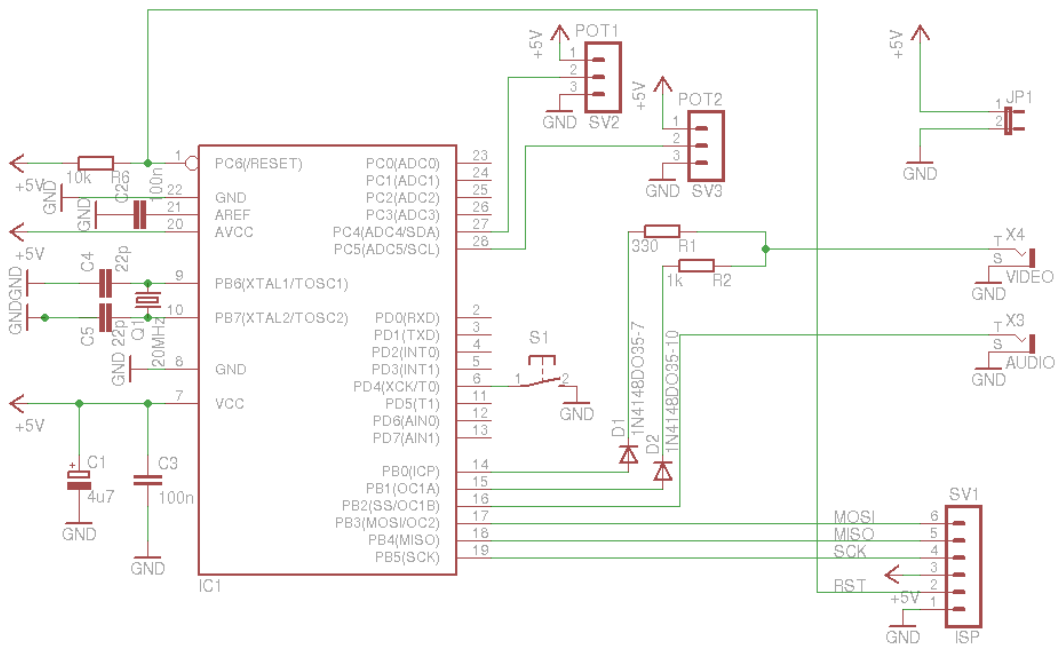 POT1
+5V
1
2
3
GND
SV2
+5V
POT2
1
2
3
GND
SV3
+5V
JP1
1
2
GND
+5V
10k
R6
1
PC6(/RESET)
GND
22
GND
C2
100n
GND
21
AREF
+5V
20
AVCC
GND
C4
22p
9
PB6(XTAL1/TOSC1)
GND
C5
22p
Q1
20MHz
10
PB7(XTAL2/TOSC2)
GND
8
GND
+5V
7
VCC
C1
+
4u7
GND
C3
100n
GND
IC1
PC0(ADC0)
23
PC1(ADC1)
24
PC2(ADC2)
25
PC3(ADC3)
26
PC4(ADC4/SDA)
27
PC5(ADC5/SCL)
28
PD0(RXD)
2
PD1(TXD)
3
PD2(INT0)
4
PD3(INT1)
5
PD4(XCK/T0)
6
PD5(T1)
11
PD6(AIN0)
12
PD7(AIN1)
13
PB0(ICP)
14
PB1(OC1A)
15
PB2(SS/OC1B)
16
PB3(MOSI/OC2)
17
PB4(MISO)
18
PB5(SCK)
19
S1
1
2
GND
330
R1
1k
R2
D1
1N4148DO35-7
D2
1N4148DO35-10
X4
T
S
VIDEO
GND
X3
T
S
AUDIO
GND
SV1
MOSI
6
MISO
5
SCK
4
3
+5V
RST
2
1
GND
ISP